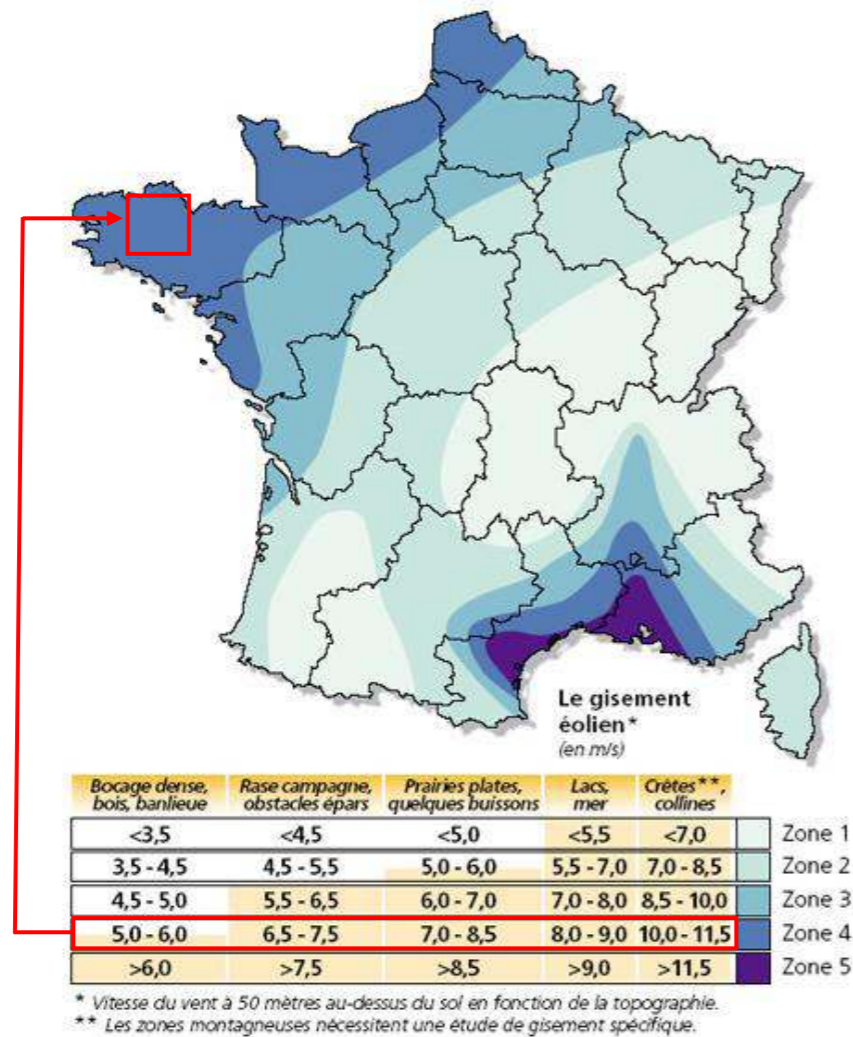 Le gisement
éolien*
(en m/s)
Bocage dense, Rase campagne, Prairies plates, Lacs, Crêtes**,
bois, banlieue obstacles épars quelques buissons mer collines
<3,5 <4,5 <5,0 <5,5 <7,0 Zone 1
3,5 - 4,5 4,5 - 5,5 5,0 - 6,0 5,5 - 7,0 7,0 - 8,5 Zone 2
4,5 - 5,0 5,5 - 6,5 6,0 - 7,0 7,0 - 8,0 8,5 - 10,0 Zone 3
5,0 - 6,0 6,5 - 7,5 7,0 - 8,5 8,0 - 9,0 10,0 - 11,5 Zone 4
>6,0 >7,5 >8,5 >9,0 >11,5 Zone 5
* Vitesse du vent à 50 mètres au-dessus du sol en fonction de la topographie.
** Les zones montagneuses nécessitent une étude de gisement spécifique.